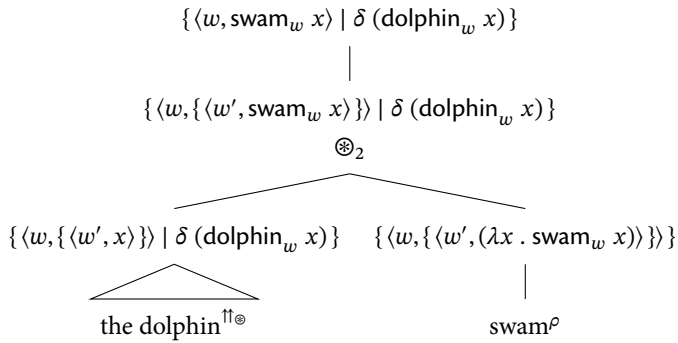 {⟨w, swam_w x⟩ | δ (dolphin_w x)}
{⟨w, {⟨w′, swam_w x⟩}⟩ | δ (dolphin_w x)}
⊛₂
{⟨w, {⟨w′, x⟩}⟩ | δ (dolphin_w x)} {⟨w, {⟨w′, (λx . swam_w x)⟩}⟩}
the dolphin^⇈⊛ swam^ρ